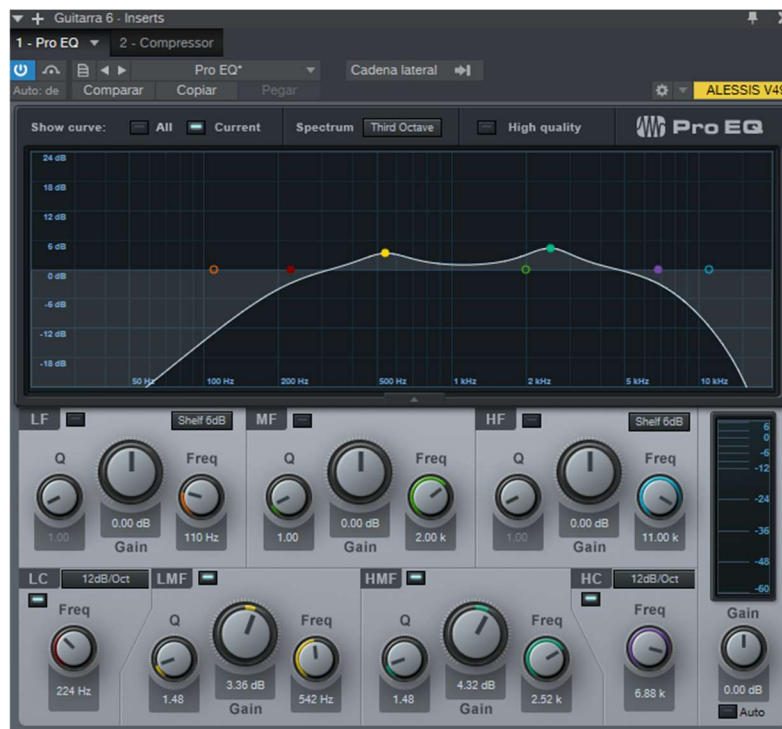 Guitarra 6 - Inserts
1 - Pro EQ 2 - Compressor
Pro EQ* Cadena lateral
Auto: de Comparar Copiar Pegar ALESSIS V49
Show curve: All Current Spectrum Third Octave High quality Pro EQ
24 dB
18 dB
12 dB
6 dB
0 dB
-6 dB
-12 dB
-18 dB
50 Hz 100 Hz 200 Hz 500 Hz 1 kHz 2 kHz 5 kHz 10 kHz
LF Shelf 6dB MF HF Shelf 6dB
Q Freq Q Freq Q Freq
1.00 0.00 dB 110 Hz 1.00 0.00 dB 2.00 k 1.00 0.00 dB 11.00 k
Gain Gain Gain
6
0
-6
-12
-24
-36
-48
-60
LC 12dB/Oct LMF HMF HC 12dB/Oct
Freq Q Freq Q Freq Freq Gain
224 Hz 1.48 3.36 dB 542 Hz 1.48 4.32 dB 2.52 k 6.88 k 0.00 dB
Gain Gain Auto